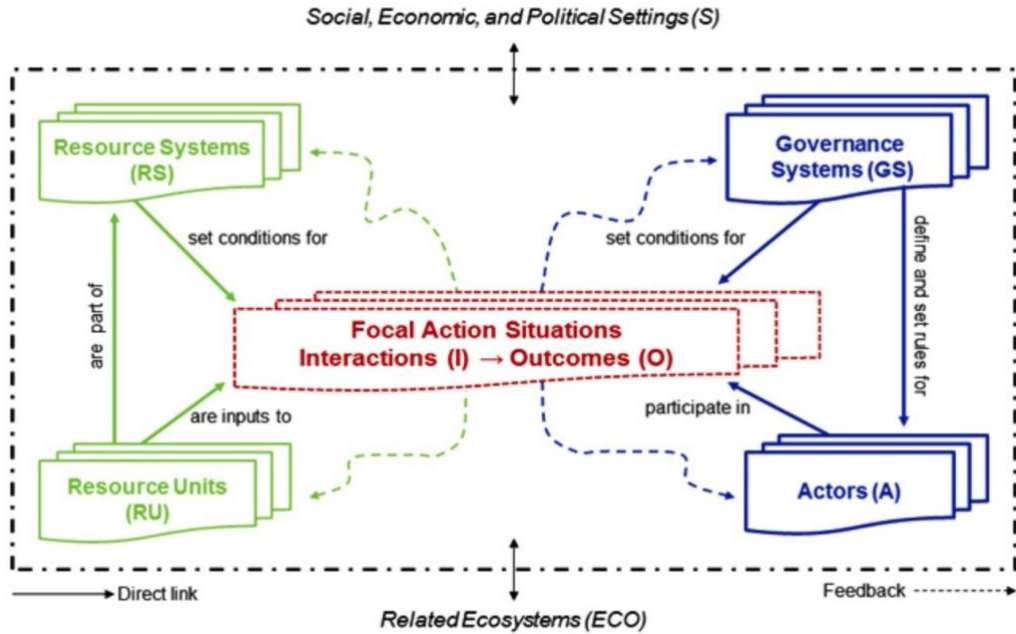 Social, Economic, and Political Settings (S)
Resource Systems
(RS)
Governance
Systems (GS)
set conditions for
set conditions for
are part of
define and set rules for
Focal Action Situations
Interactions (I) → Outcomes (O)
are inputs to
participate in
Resource Units
(RU)
Actors (A)
Direct link
Feedback
Related Ecosystems (ECO)